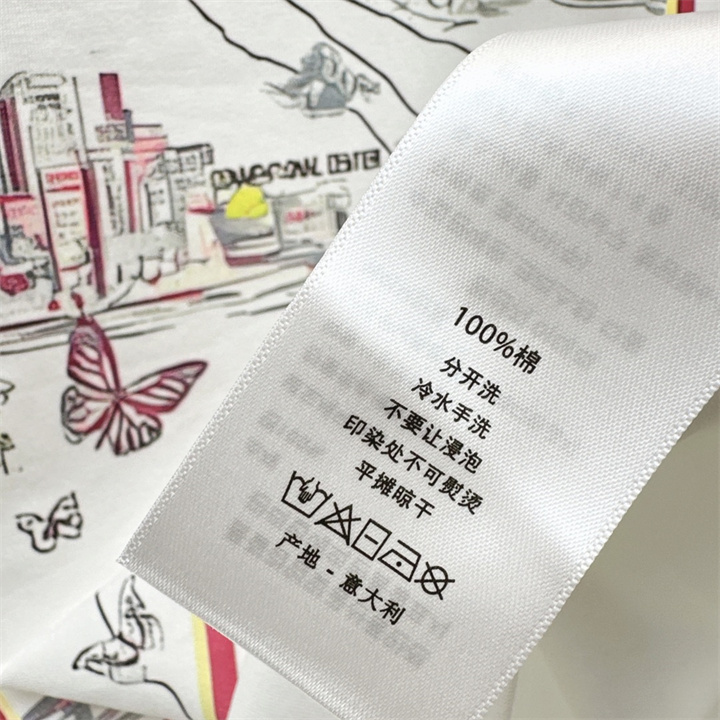 100%棉
分开洗
冷水手洗
不要让浸泡
印染处不可熨烫
平摊晾干
产地 - 意大利